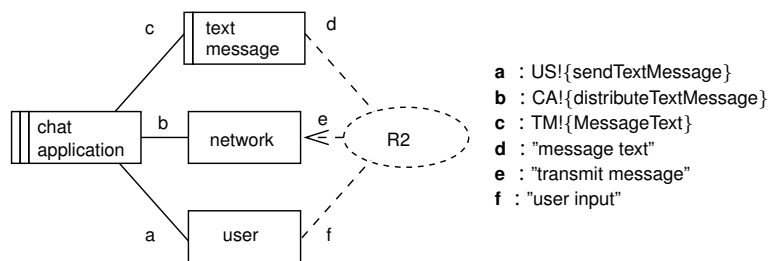 c
text
message
d
chat
application
b
network
e
R2
a
user
f
a : US!{sendTextMessage}
b : CA!{distributeTextMessage}
c : TM!{MessageText}
d : ”message text”
e : ”transmit message”
f : ”user input”